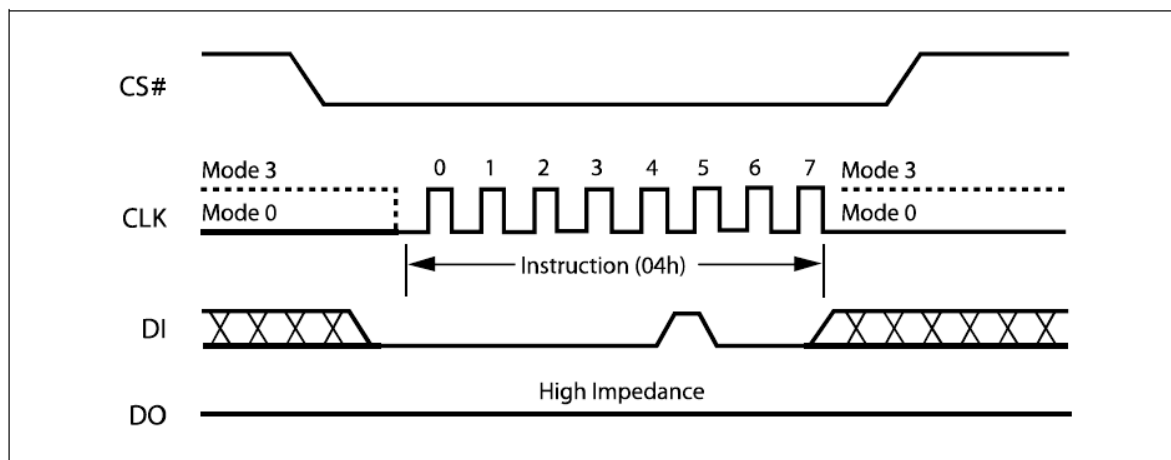 CS#
Mode 3
0 1 2 3 4 5 6 7
Mode 3
CLK
Mode 0
Mode 0
Instruction (04h)
DI
High Impedance
DO